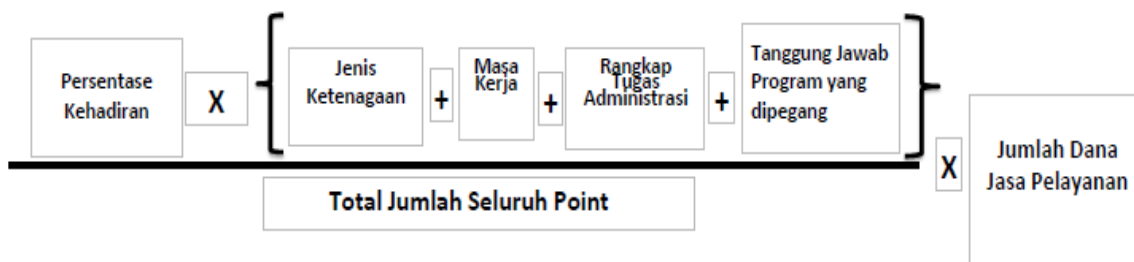 Persentase
Kehadiran
X
{
Jenis
Ketenagaan
+
Masa
Kerja
+
Rangkap
Tugas
Administrasi
+
Tanggung Jawab
Program yang
dipegang
}
Total Jumlah Seluruh Point
X
Jumlah Dana
Jasa Pelayanan